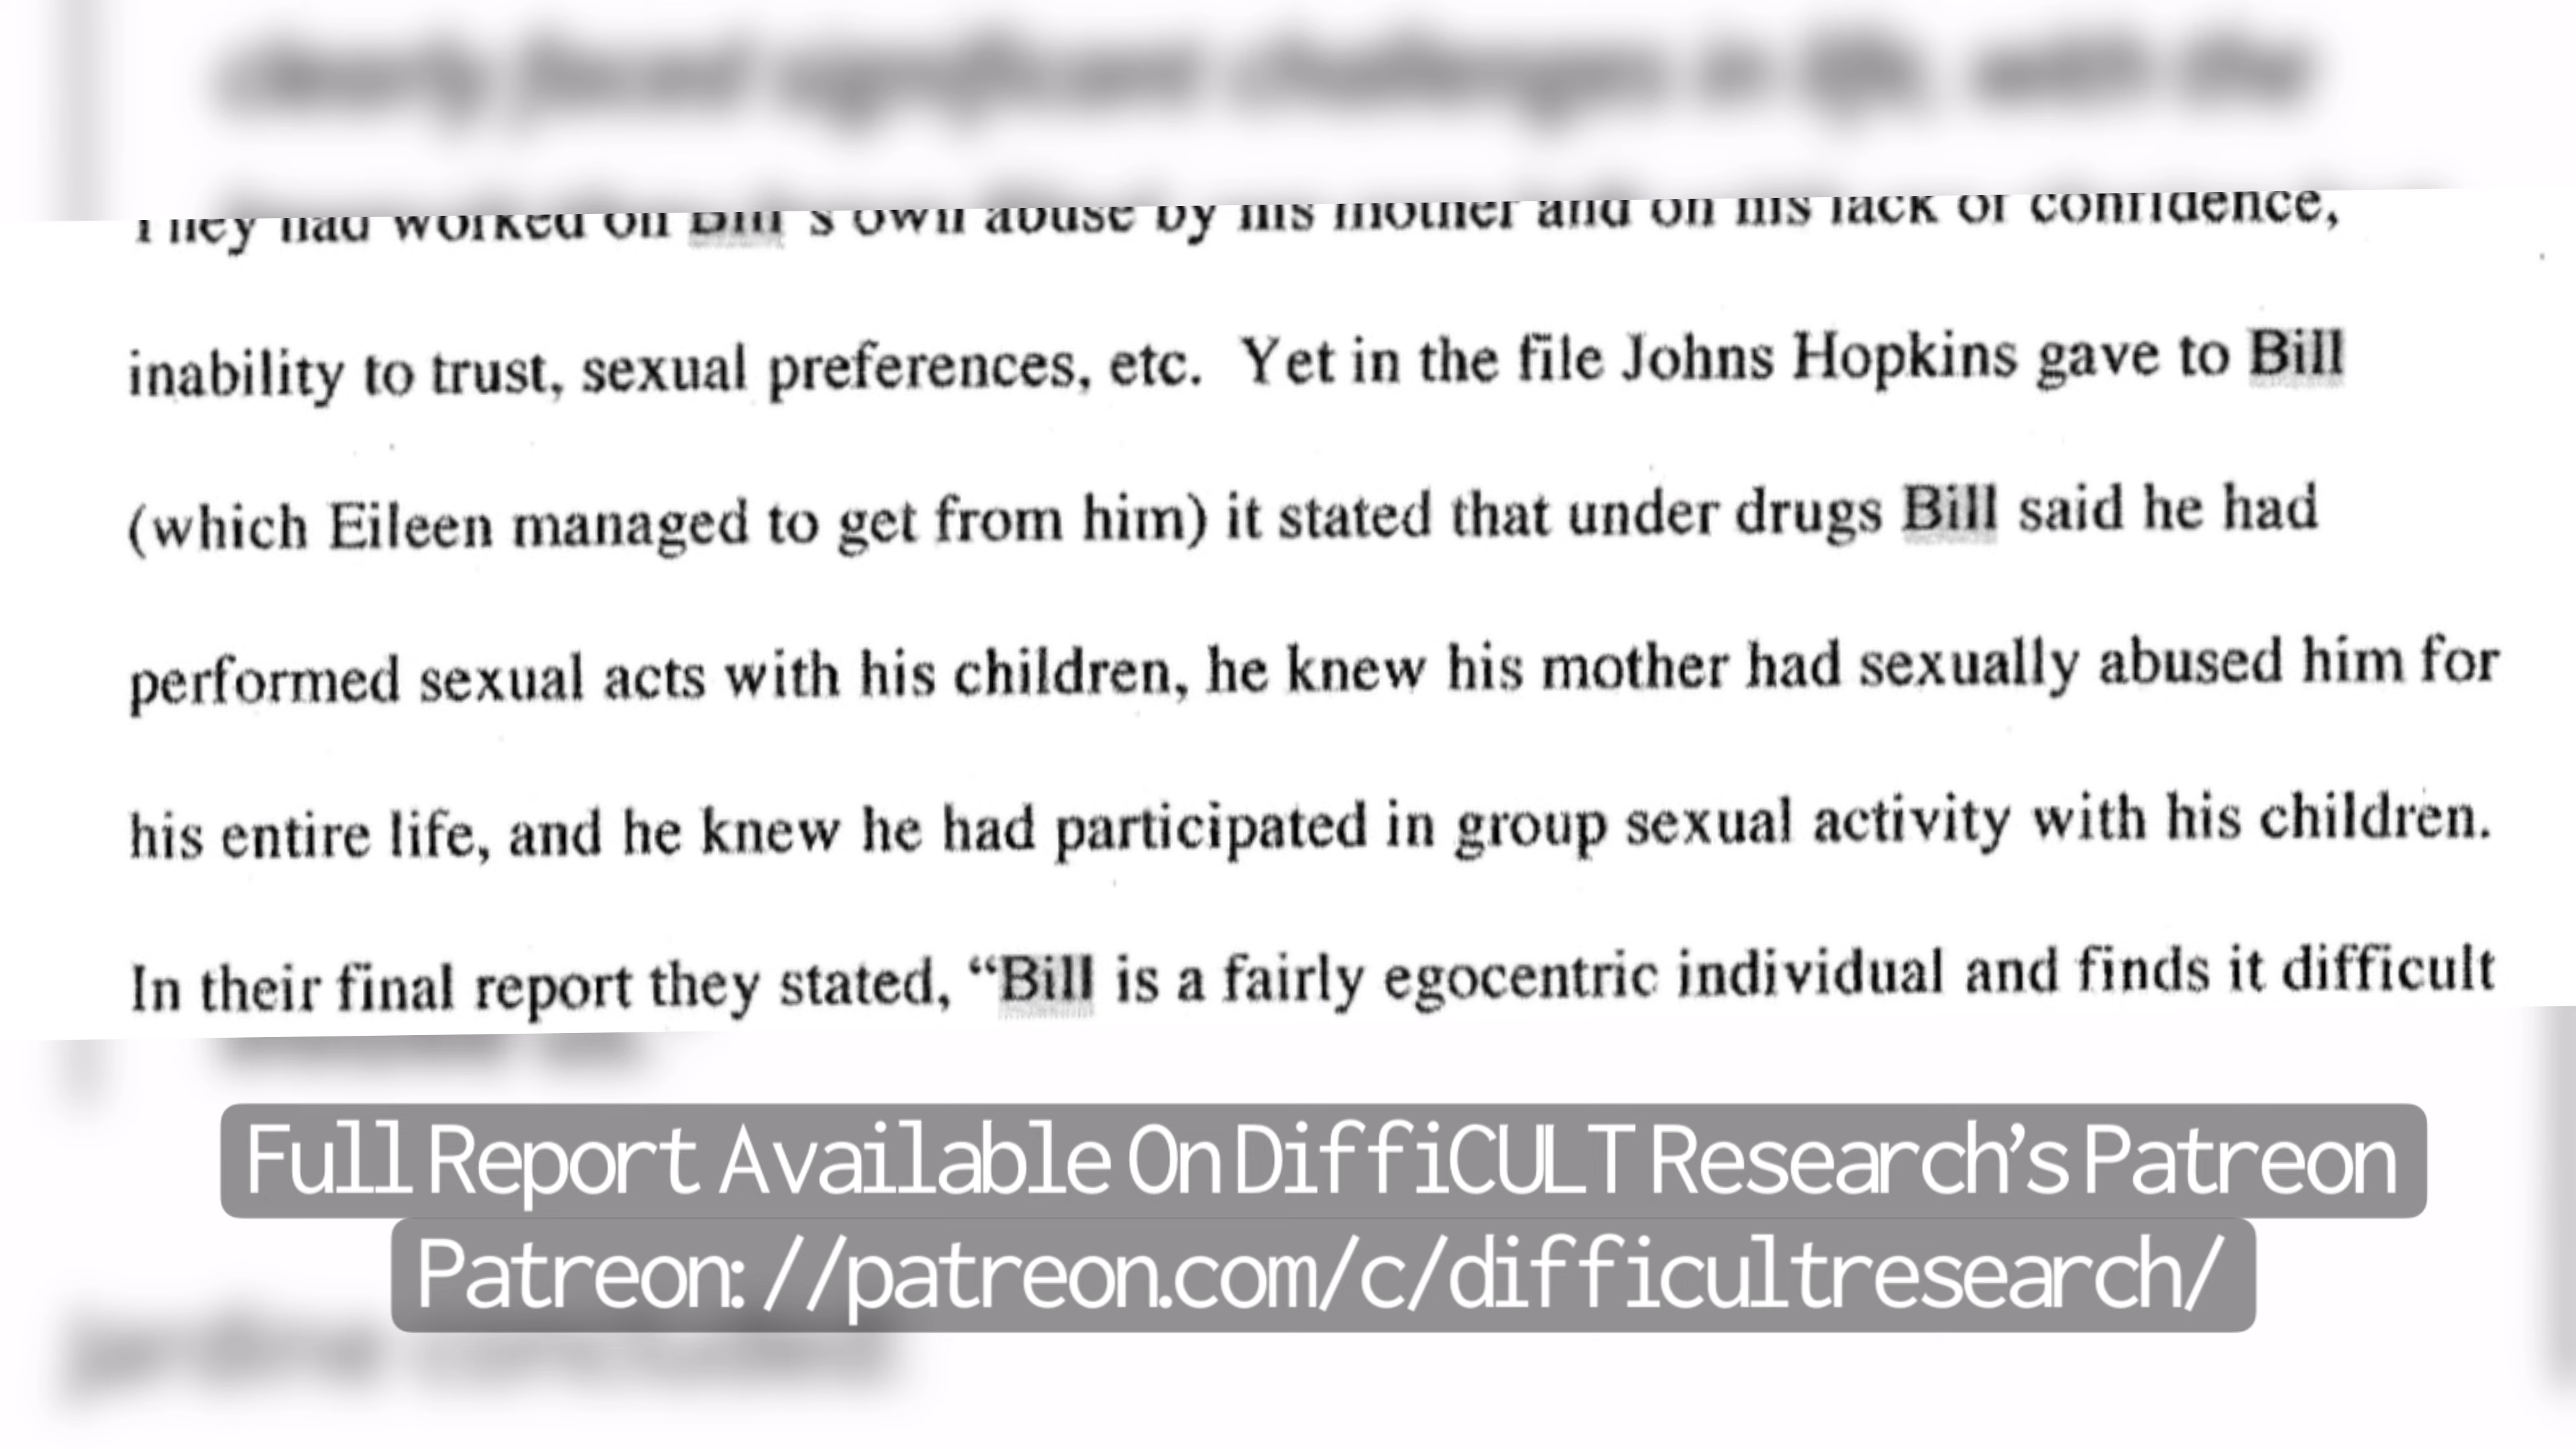 They had worked on Bill 's own abuse by his mother and on his lack of confidence,
inability to trust, sexual preferences, etc. Yet in the file Johns Hopkins gave to Bill
(which Eileen managed to get from him) it stated that under drugs Bill said he had
performed sexual acts with his children, he knew his mother had sexually abused him for
his entire life, and he knew he had participated in group sexual activity with his children.
In their final report they stated, “Bill is a fairly egocentric individual and finds it difficult
Full Report Available On DiffiCULT Research’s Patreon
Patreon: //patreon.com/c/difficultresearch/